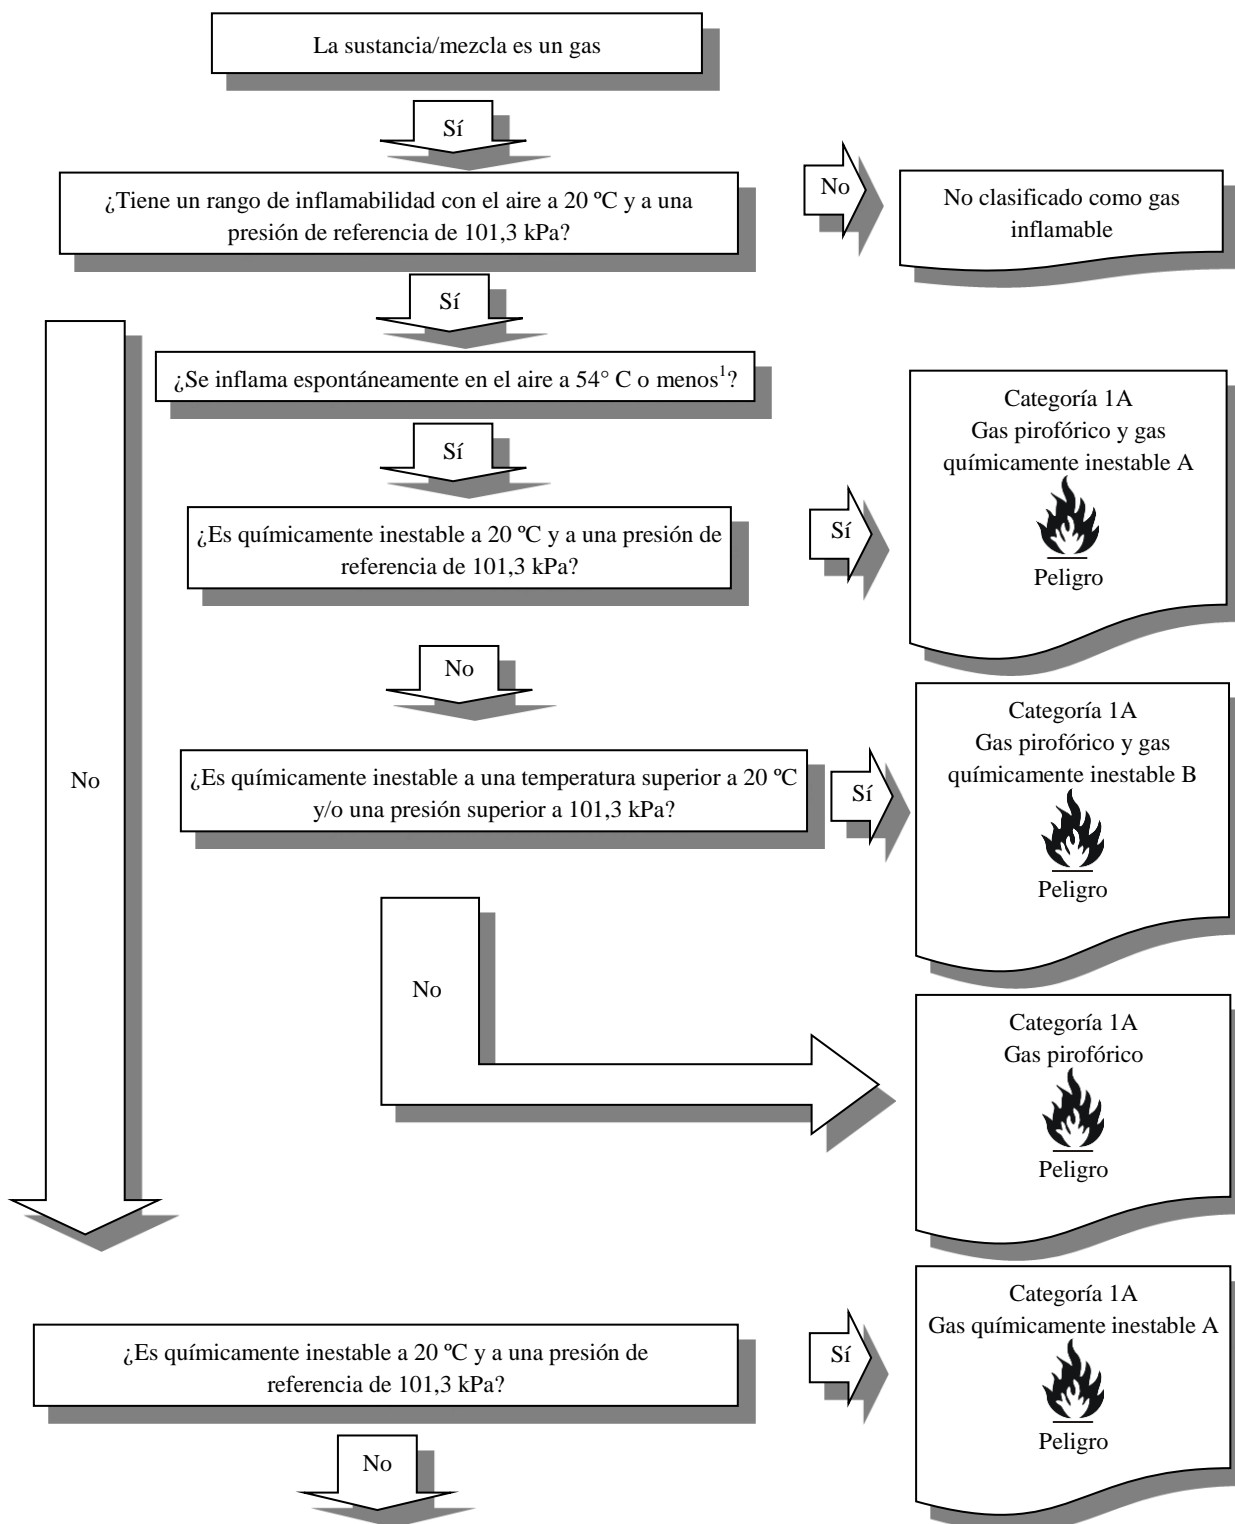 La sustancia/mezcla es un gas
Sí
¿Tiene un rango de inflamabilidad con el aire a 20 ºC y a una
presión de referencia de 101,3 kPa?
No
No clasificado como gas
inflamable
Sí
¿Se inflama espontáneamente en el aire a 54° C o menos¹?
Categoría 1A
Gas pirofórico y gas
químicamente inestable A
Peligro
Sí
¿Es químicamente inestable a 20 ºC y a una presión de
referencia de 101,3 kPa?
Sí
No
Categoría 1A
Gas pirofórico y gas
químicamente inestable B
Peligro
No
¿Es químicamente inestable a una temperatura superior a 20 ºC
y/o una presión superior a 101,3 kPa?
Sí
No
Categoría 1A
Gas pirofórico
Peligro
Categoría 1A
Gas químicamente inestable A
Peligro
¿Es químicamente inestable a 20 ºC y a una presión de
referencia de 101,3 kPa?
Sí
No